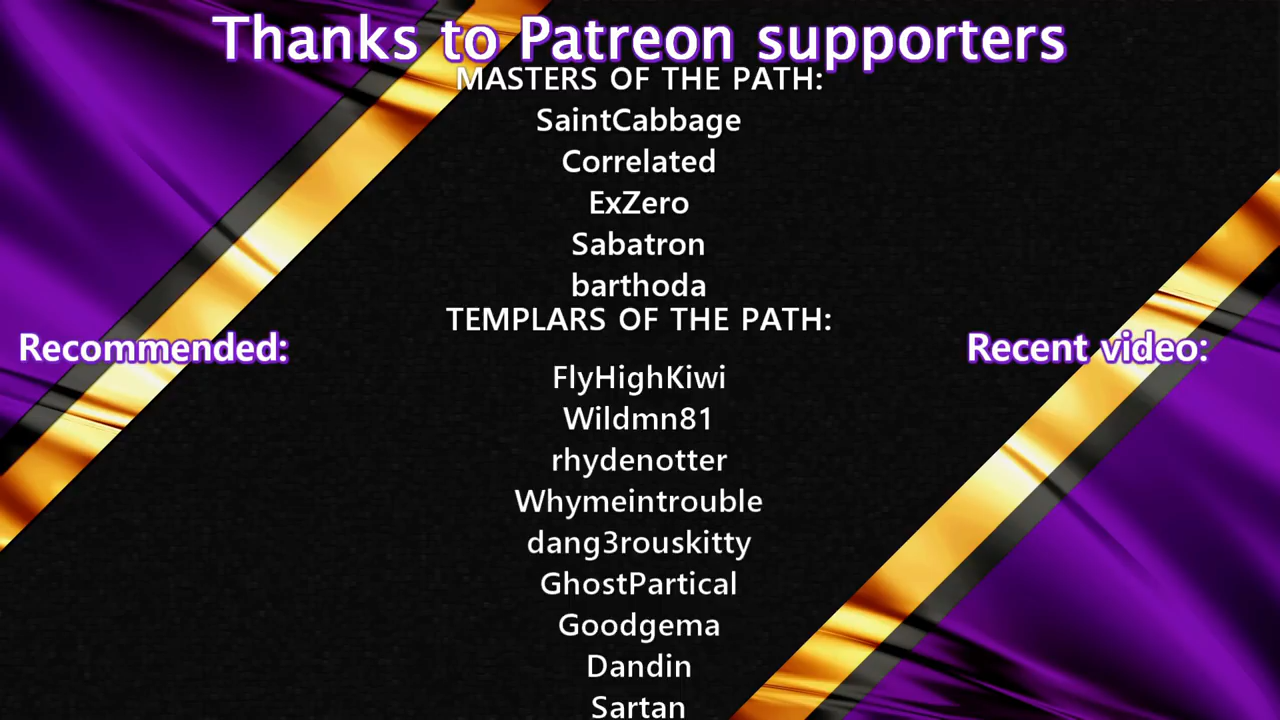 Thanks to Patreon supporters
MASTERS OF THE PATH:
SaintCabbage
Correlated
ExZero
Sabatron
barthoda
TEMPLARS OF THE PATH:
Recommended:
Recent video:
FlyHighKiwi
Wildmn81
rhydenotter
Whymeintrouble
dang3rouskitty
GhostPartical
Goodgema
Dandin
Sartan